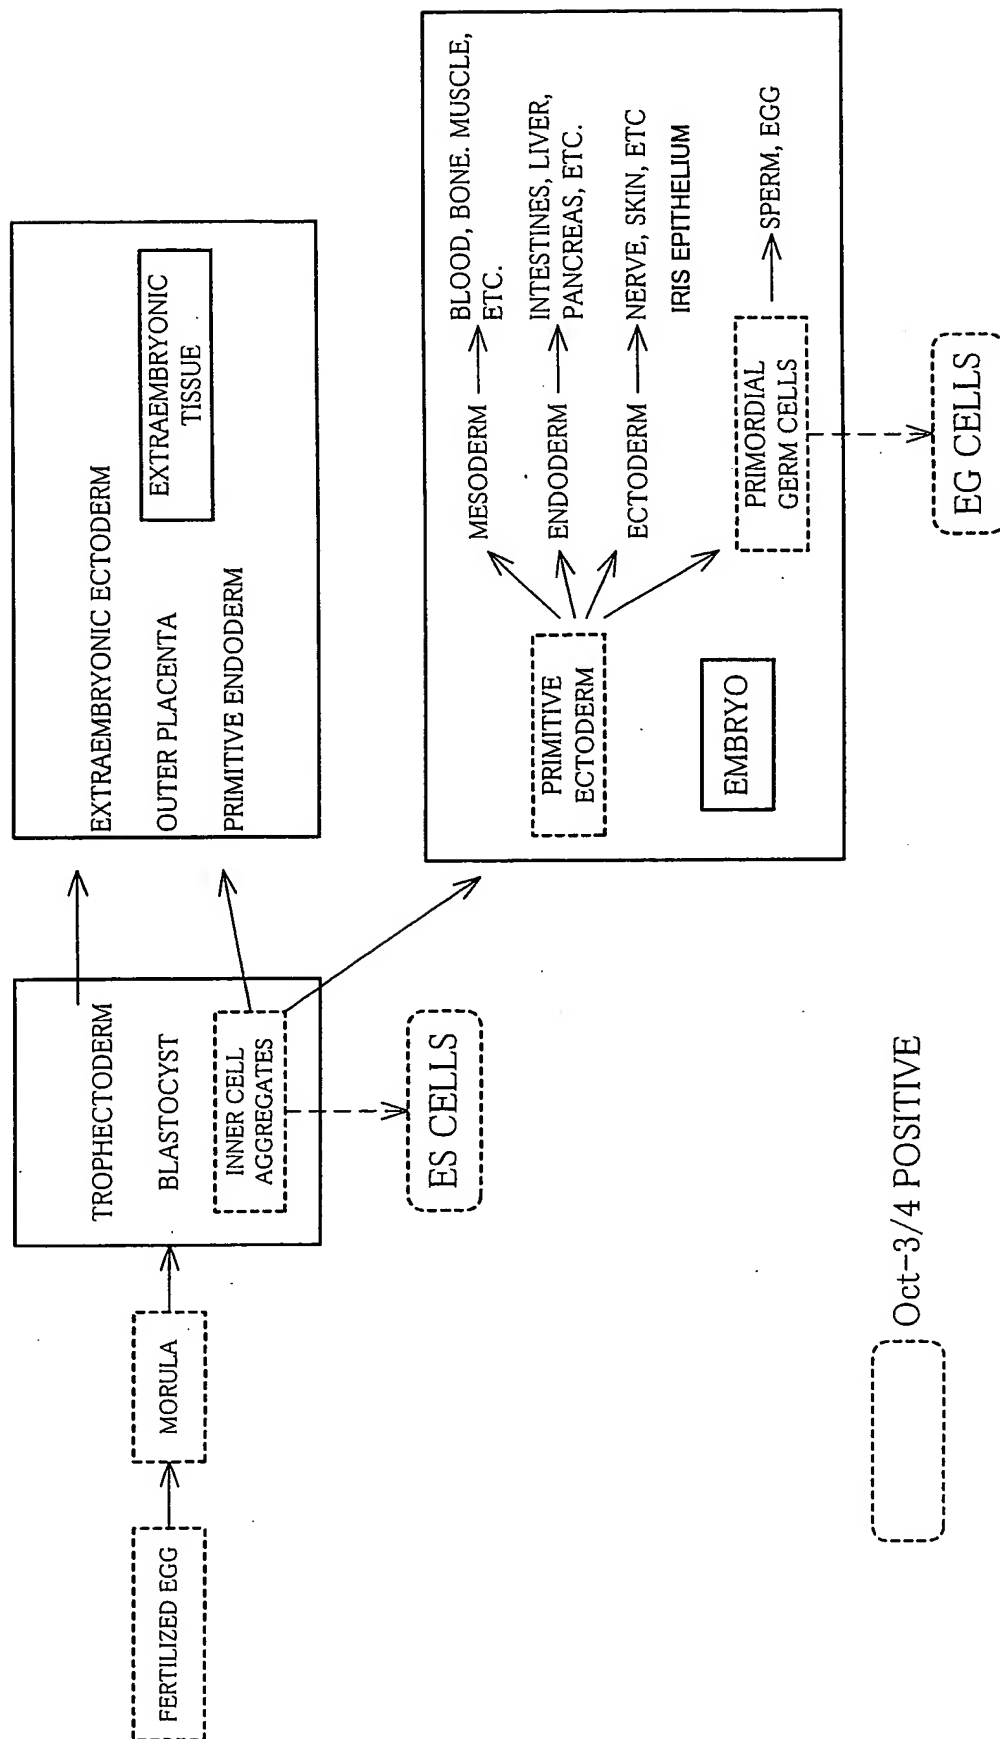 FERTILIZED EGG
MORULA
TROPHECTODERM
BLASTOCYST
INNER CELL
AGGREGATES
ES CELLS
EXTRAEMBRYONIC ECTODERM
OUTER PLACENTA
PRIMITIVE ENDODERM
EXTRAEMBRYONIC
TISSUE
PRIMITIVE
ECTODERM
EMBRYO
MESODERM
BLOOD, BONE. MUSCLE,
ETC.
ENDODERM
INTESTINES, LIVER,
PANCREAS, ETC.
ECTODERM
NERVE, SKIN, ETC
IRIS EPITHELIUM
PRIMORDIAL
GERM CELLS
SPERM, EGG
EG CELLS
Oct-3/4 POSITIVE